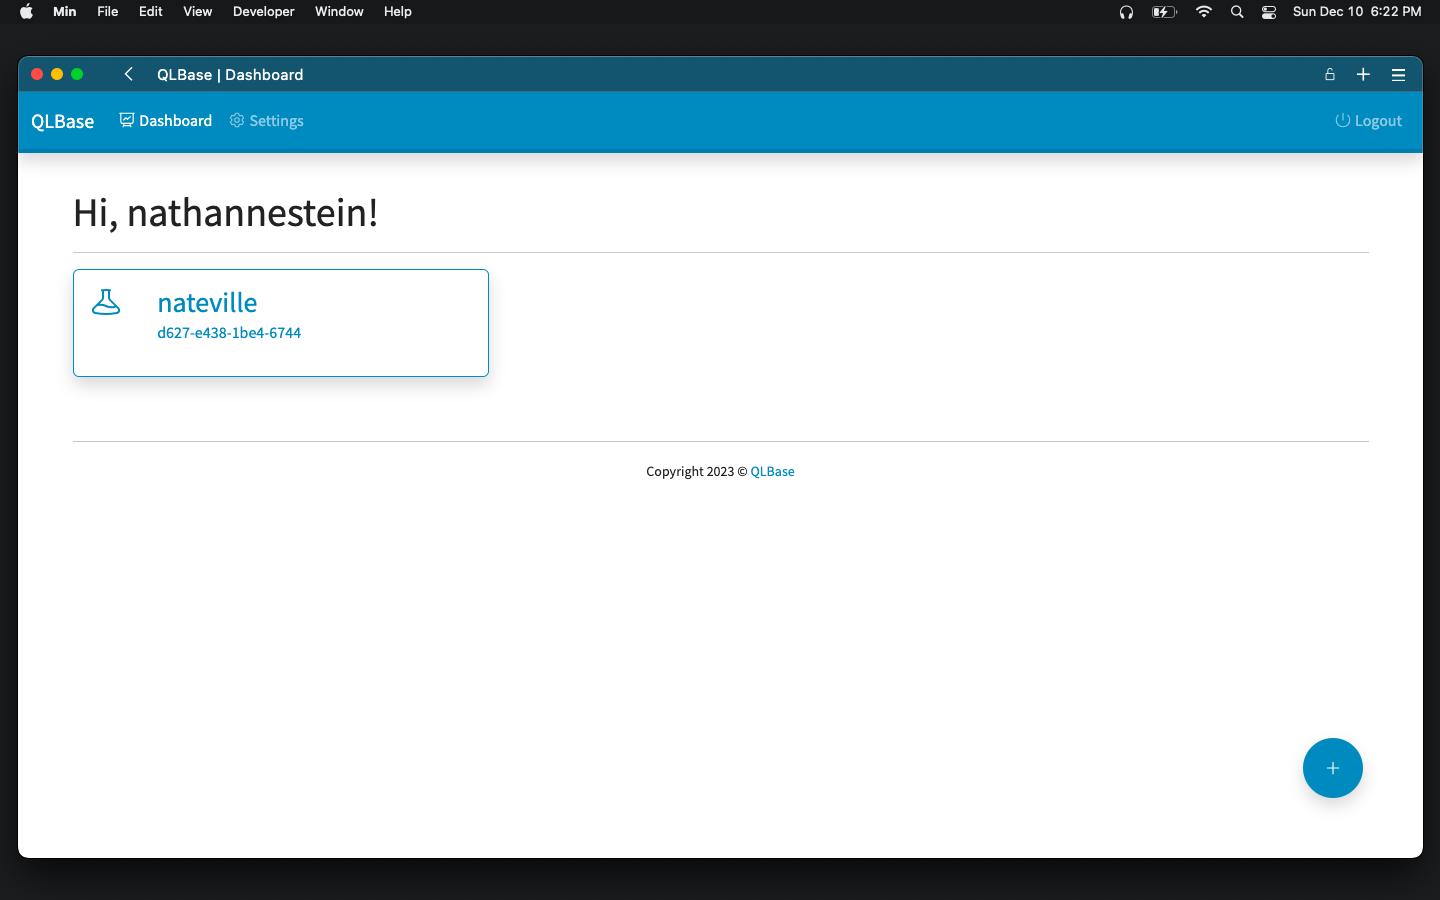 Min File Edit View Developer Window Help Sun Dec 10 6:22 PM
QLBase | Dashboard
QLBase Dashboard Settings Logout
Hi, nathannestein!
nateville
d627-e438-1be4-6744
Copyright 2023 © QLBase